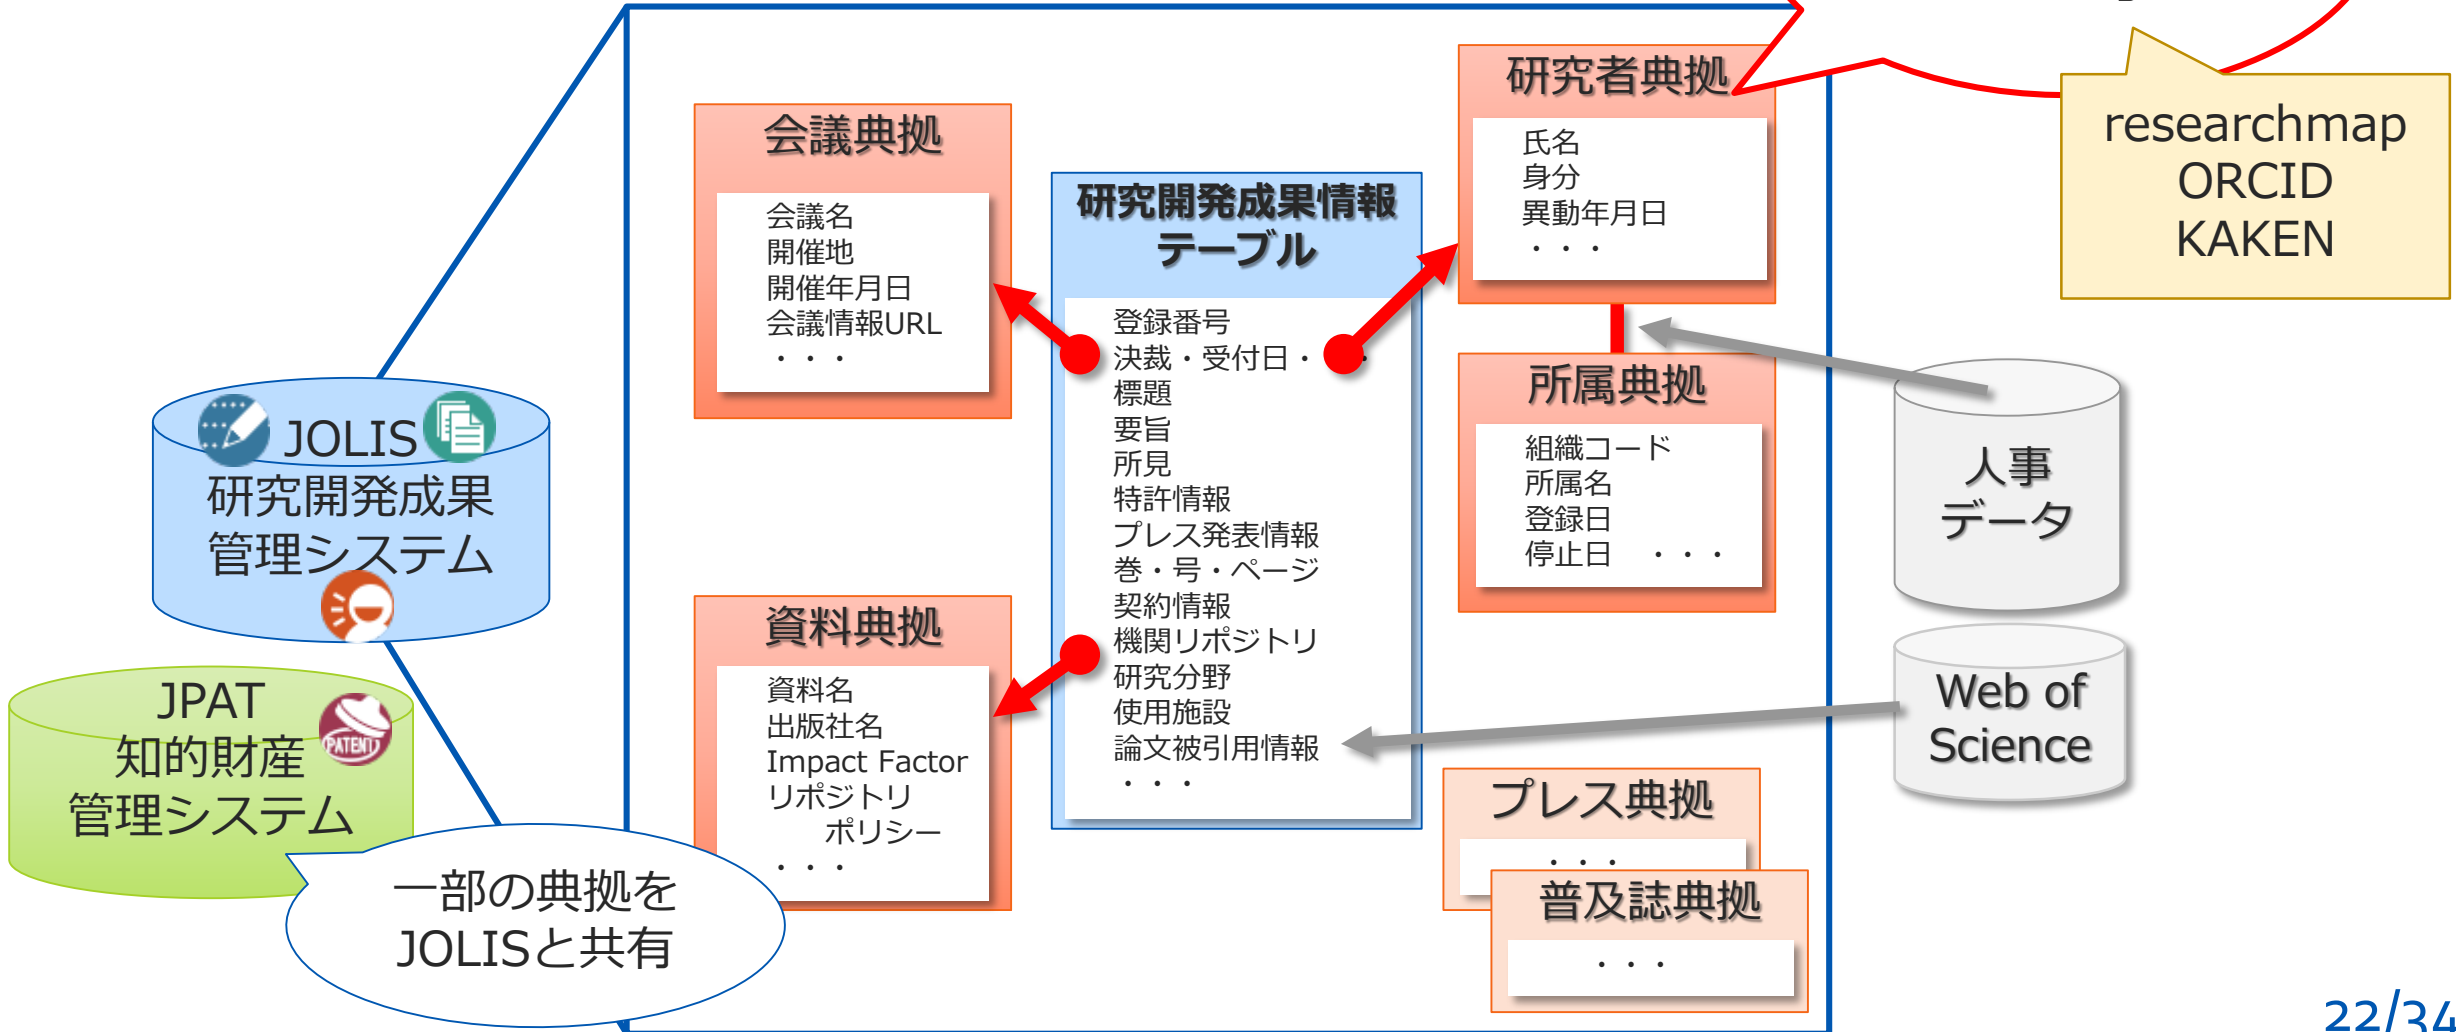 会議典拠
会議名
開催地
開催年月日
会議情報URL
・・・
資料典拠
資料名
出版社名
Impact Factor
リポジトリ
ポリシー
・・・
研究開発成果情報
テーブル
登録番号
決裁・受付日・・
標題
要旨
所見
特許情報
プレス発表情報
巻・号・ページ
契約情報
機関リポジトリ
研究分野
使用施設
論文被引用情報
・・・
研究者典拠
氏名
身分
異動年月日
・・・
所属典拠
組織コード
所属名
登録日
停止日　・・・
プレス典拠
・・・
普及誌典拠
・・・
researchmap
ORCID
KAKEN
人事
データ
Web of
Science
JOLIS
研究開発成果
管理システム
JPAT
知的財産
管理システム
PATENT
一部の典拠を
JOLISと共有
22/34